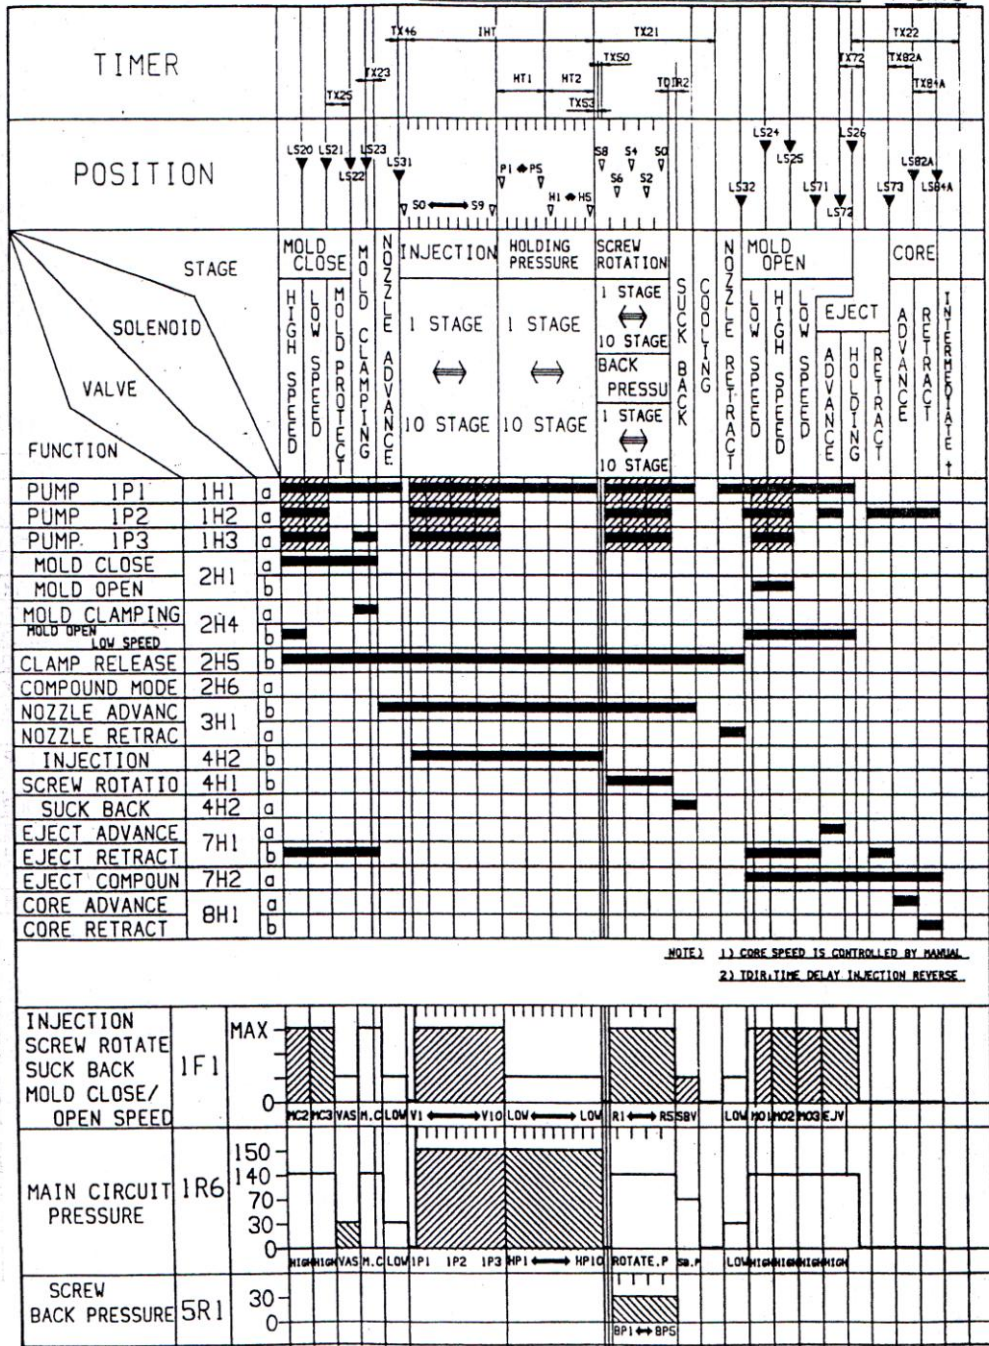 TIMER
TX46 IHT TX21 TX22
TX50
TX23 TX72 TX82A
HT1 HT2 TDIR2
TX25 TX53 TX84A
POSITION
LS20 LS21 LS23 LS31 S8 S4 S0 LS24 LS26
LS22 P1 ⇔ P5 LS25 LS82A
S6 S2 LS32 LS71 LS73 LS84A
S0 ⟷ S9 H1 ⇔ H5 LS72
STAGE
SOLENOID
VALVE
FUNCTION
MOLD CLOSE
HIGH SPEED
LOW SPEED
MOLD PROTECT
MOLD CLAMPING
NOZZLE ADVANCE
INJECTION
1 STAGE
⟺
10 STAGE
HOLDING PRESSURE
1 STAGE
⟺
10 STAGE
SCREW ROTATION
1 STAGE
⟺
10 STAGE
BACK PRESSU
1 STAGE
⟺
10 STAGE
SUCK BACK
COOLING
NOZZLE RETRACT
MOLD OPEN
LOW SPEED
HIGH SPEED
LOW SPEED
EJECT
ADVANCE
HOLDING
RETRACT
CORE
ADVANCE
RETRACT
INTERMEDIATE †
PUMP 1P1 1H1 a
PUMP 1P2 1H2 a
PUMP. 1P3 1H3 a
MOLD CLOSE 2H1 a
MOLD OPEN b
MOLD CLAMPING 2H4 a
MOLD OPEN LOW SPEED b
CLAMP RELEASE 2H5 b
COMPOUND MODE 2H6 a
NOZZLE ADVANC 3H1 b
NOZZLE RETRAC a
INJECTION 4H2 b
SCREW ROTATIO 4H1 b
SUCK BACK 4H2 a
EJECT ADVANCE 7H1 a
EJECT RETRACT b
EJECT COMPOUN 7H2 a
CORE ADVANCE 8H1 a
CORE RETRACT b
NOTE) 1) CORE SPEED IS CONTROLLED BY MANUAL
2) TDIR:TIME DELAY INJECTION REVERSE
INJECTION
SCREW ROTATE
SUCK BACK
MOLD CLOSE/
OPEN SPEED
1F1
MAX
0
MC2 MC3 VAS M.C LOW V1 ⟷ V10 LOW ⟷ LOW R1 ⟷ R5 SBV LOW MO1 MO2 MO3 EJV
MAIN CIRCUIT
PRESSURE
1R6
150
140
70
30
0
HIGH HIGH VAS M.C LOW 1P1 1P2 1P3 HP1 ⟷ HP10 ROTATE.P SB.P LOW HIGH HIGH HIGH HIGH
SCREW
BACK PRESSURE
5R1
30
0
BP1 ⟷ BP5